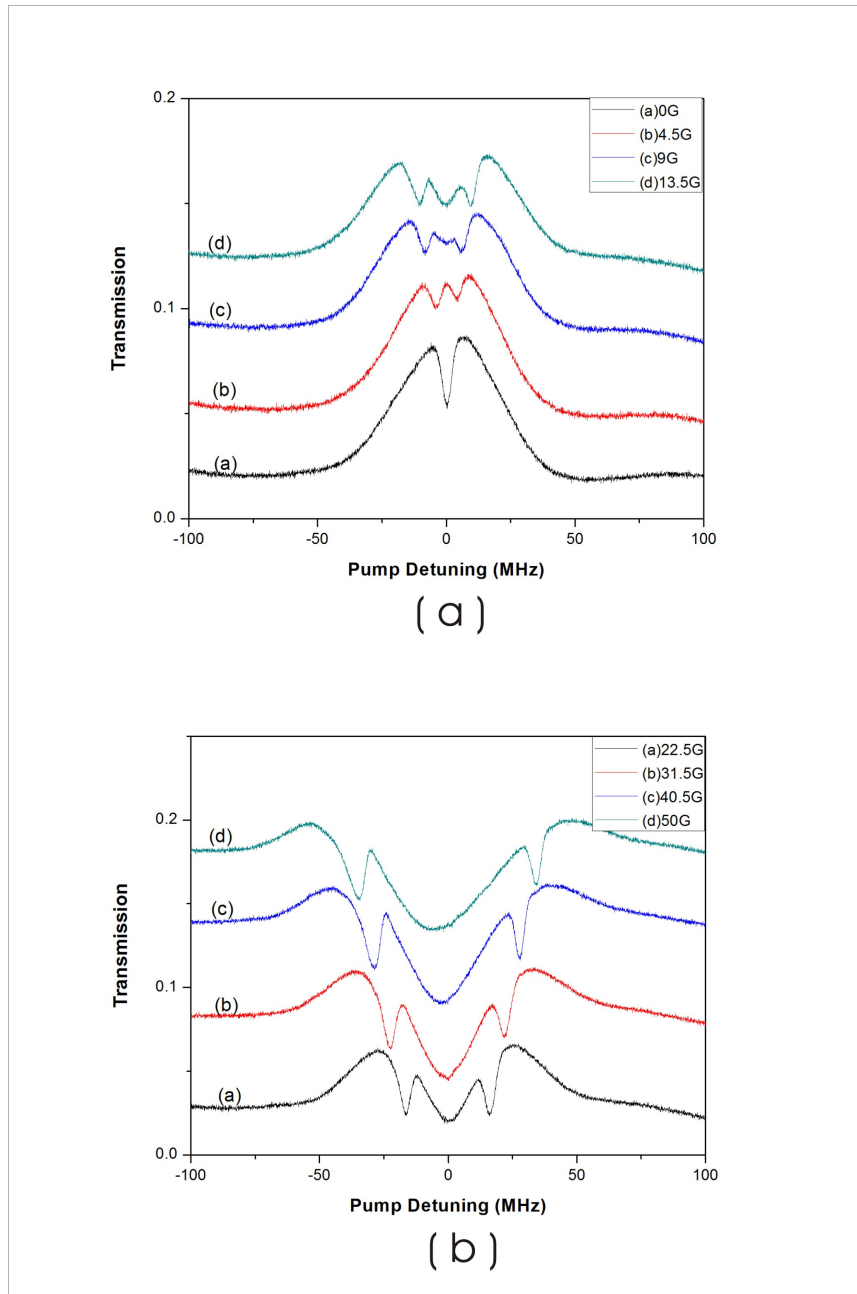 0.2
(a)0G
(b)4.5G
(c)9G
(d)13.5G
(d)
(c)
0.1
(b)
(a)
0.0
Transmission
-100 -50 0 50 100
Pump Detuning (MHz)
( a )
(a)22.5G
(b)31.5G
(c)40.5G
(d)50G
0.2
(d)
(c)
0.1
(b)
(a)
0.0
Transmission
-100 -50 0 50 100
Pump Detuning (MHz)
( b )